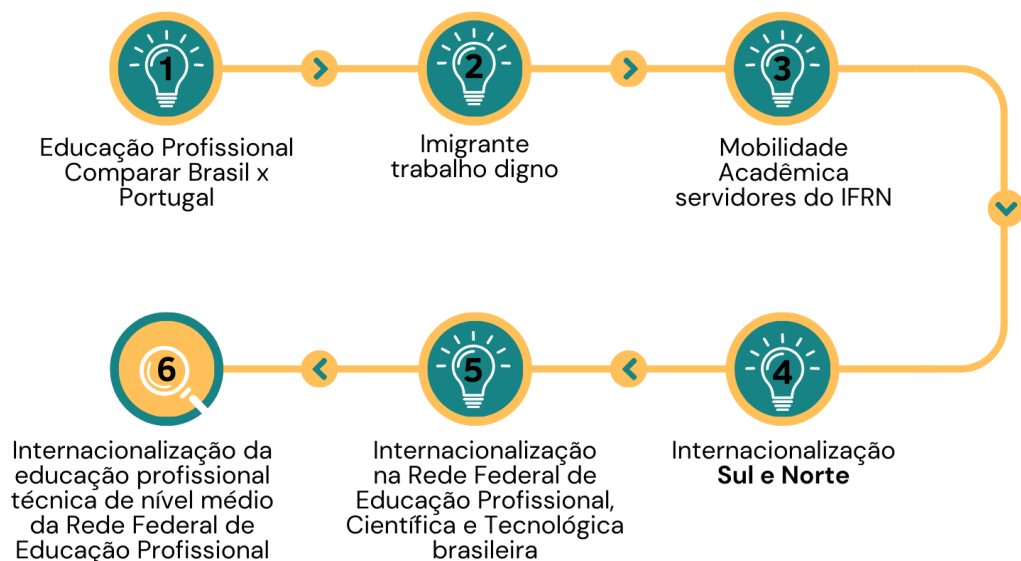 1
Educação Profissional
Comparar Brasil x
Portugal
2
Imigrante
trabalho digno
3
Mobilidade
Acadêmica
servidores do IFRN
4
Internacionalização
Sul e Norte
5
Internacionalização
na Rede Federal de
Educação Profissional,
Científica e Tecnológica
brasileira
6
Internacionalização da
educação profissional
técnica de nível médio
da Rede Federal de
Educação Profissional